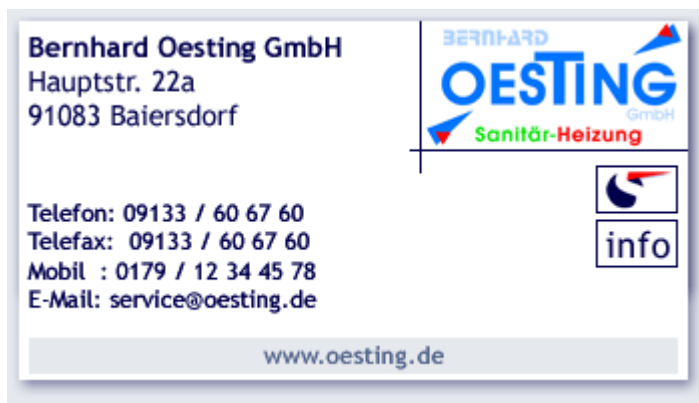 Bernhard Oesting GmbH
Hauptstr. 22a
91083 Baiersdorf
BERNHARD
OESTING
GmbH
Sanitär-Heizung
Telefon: 09133 / 60 67 60
Telefax: 09133 / 60 67 60
Mobil : 0179 / 12 34 45 78
E-Mail: service@oesting.de
info
www.oesting.de